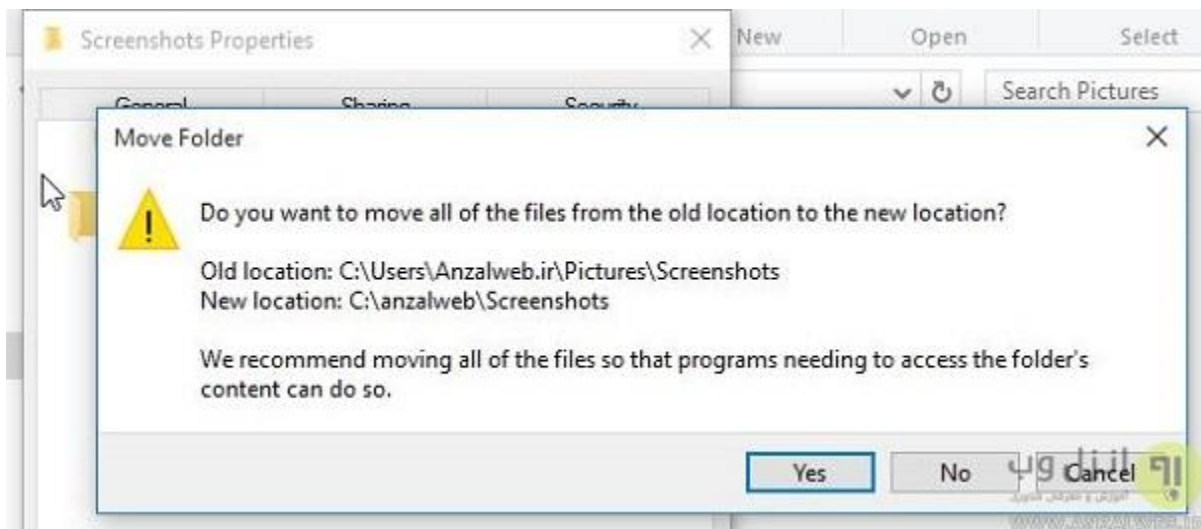 Screenshots Properties
New
Open
Select
General
Sharing
Security
Search Pictures
Move Folder
Do you want to move all of the files from the old location to the new location?
Old location: C:\Users\Anzalweb.ir\Pictures\Screenshots
New location: C:\anzalweb\Screenshots
We recommend moving all of the files so that programs needing to access the folder's
content can do so.
Yes
No
Cancel
انزل وب